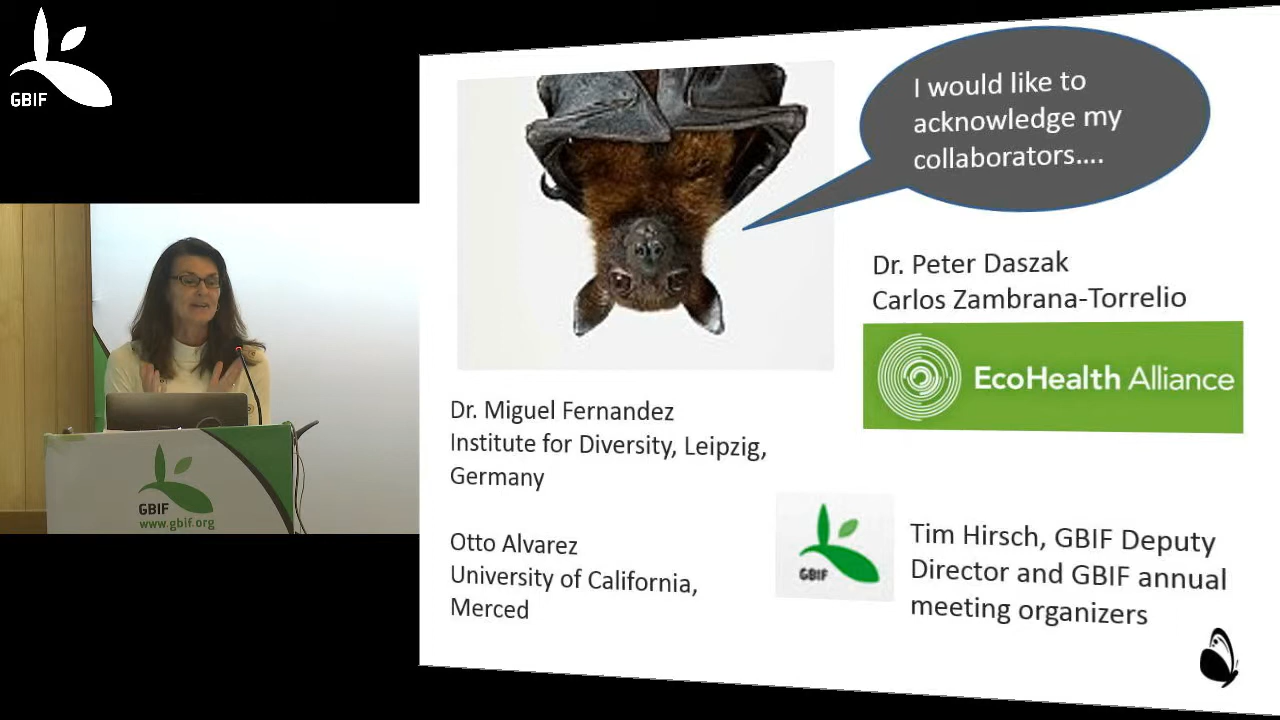 GBIF
I would like to
acknowledge my
collaborators....
Dr. Peter Daszak
Carlos Zambrana-Torrelio
EcoHealth Alliance
Dr. Miguel Fernandez
Institute for Diversity, Leipzig,
Germany
Otto Alvarez
University of California,
Merced
GBIF
Tim Hirsch, GBIF Deputy
Director and GBIF annual
meeting organizers
GBIF
www.gbif.org